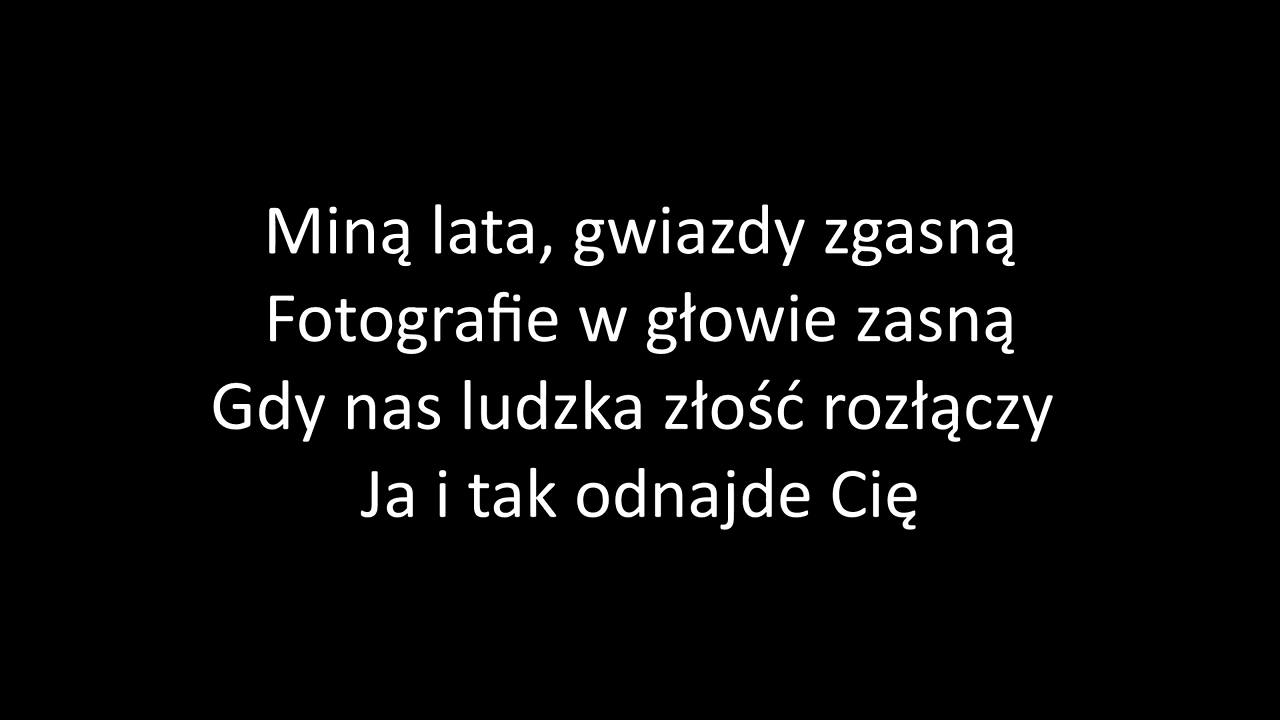 Miną lata, gwiazdy zgasną
Fotografie w głowie zasną
Gdy nas ludzka złość rozłączy
Ja i tak odnajde Cię